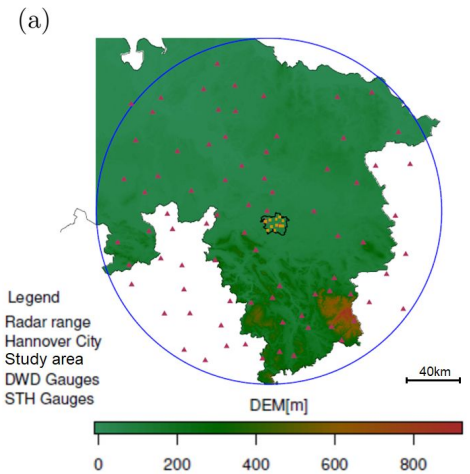 (a)
Legend
Radar range
Hannover City
Study area
DWD Gauges
STH Gauges
40km
DEM[m]
0 200 400 600 800